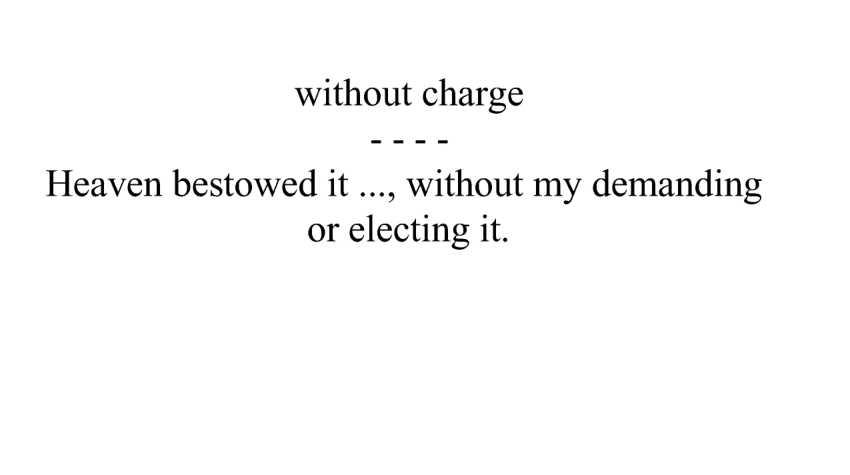 without charge
- - - -
Heaven bestowed it ..., without my demanding
or electing it.